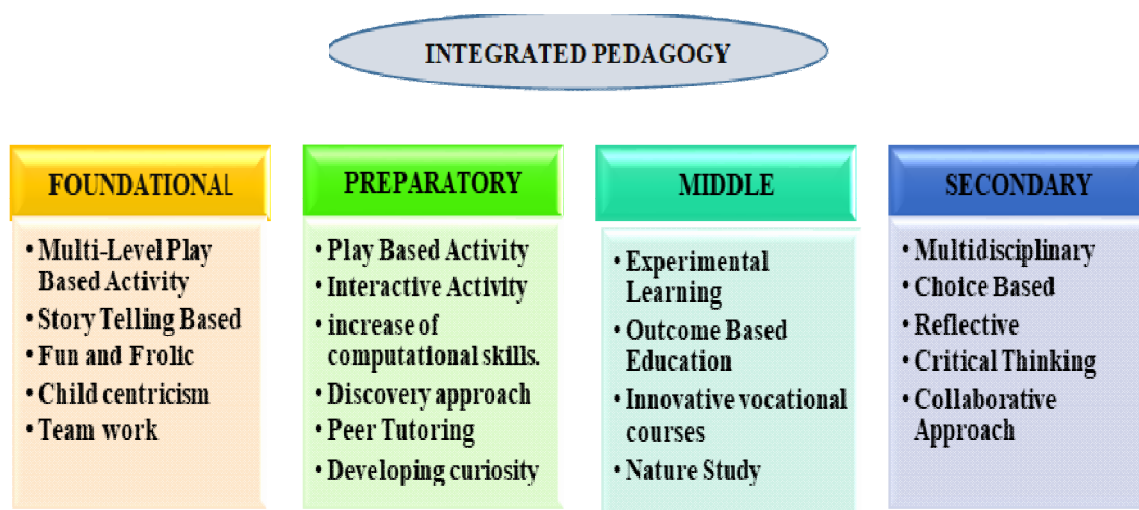 INTEGRATED PEDAGOGY
FOUNDATIONAL
• Multi-Level Play
Based Activity
• Story Telling Based
• Fun and Frolic
• Child centricism
• Team work
PREPARATORY
• Play Based Activity
• Interactive Activity
• increase of
computational skills.
• Discovery approach
• Peer Tutoring
• Developing curiosity
MIDDLE
• Experimental
Learning
• Outcome Based
Education
• Innovative vocational
courses
• Nature Study
SECONDARY
• Multidisciplinary
• Choice Based
• Reflective
• Critical Thinking
• Collaborative
Approach